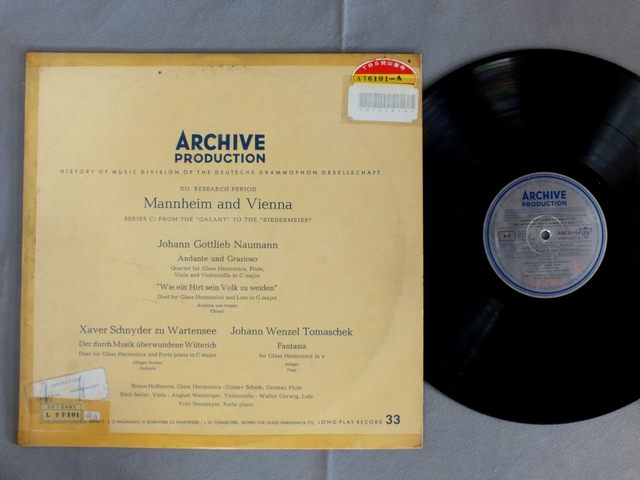 A76101-A
ARCHIVE
PRODUCTION
HISTORY OF MUSIC DIVISION OF THE DEUTSCHE GRAMMOPHON GESELLSCHAFT
XII. RESEARCH PERIOD
Mannheim and Vienna
SERIES C: FROM THE "GALANT" TO THE "BIEDERMEIER"
Johann Gottlieb Naumann
Andante und Grazioso
Quartet for Glass Harmonica, Flute,
Viola and Violoncello in C major
"Wie ein Hirt sein Volk zu weiden"
Duet for Glass Harmonica and Lute in G major
Choral
Xaver Schnyder zu Wartensee
Der durch Musik überwundene Wüterich
Duet for Glass Harmonica and Forte piano in C major
Johann Wenzel Tomaschek
Fantasia
for Glass Harmonica in e
Adagio
Fuga
Bruno Hoffmann, Glass Harmonica - Gustav Scheck, German Flute
Emil Seiler, Viola - August Wenzinger, Violoncello - Walter Gerwig, Lute
Fritz Neumeyer, Forte piano
L 7F101 A
LONG PLAY RECORD 33
ARCHIVE
PRODUCTION